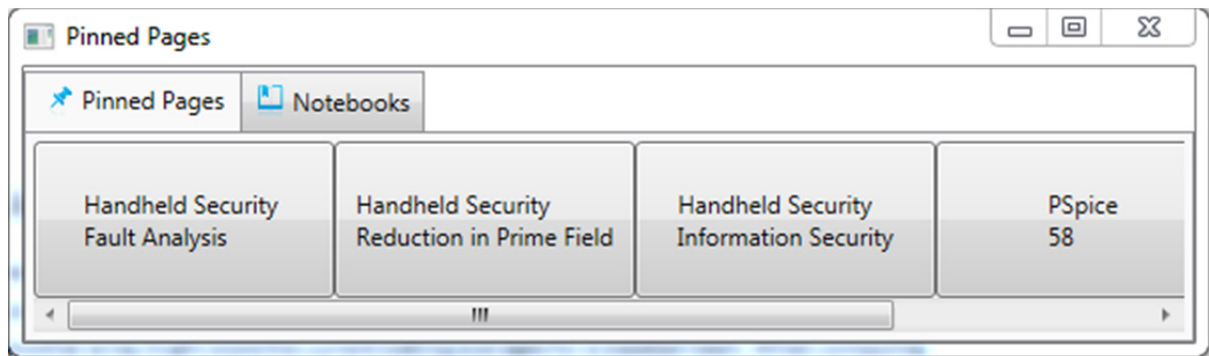 Pinned Pages
Pinned Pages
Notebooks
Handheld Security
Fault Analysis
Handheld Security
Reduction in Prime Field
Handheld Security
Information Security
PSpice
58